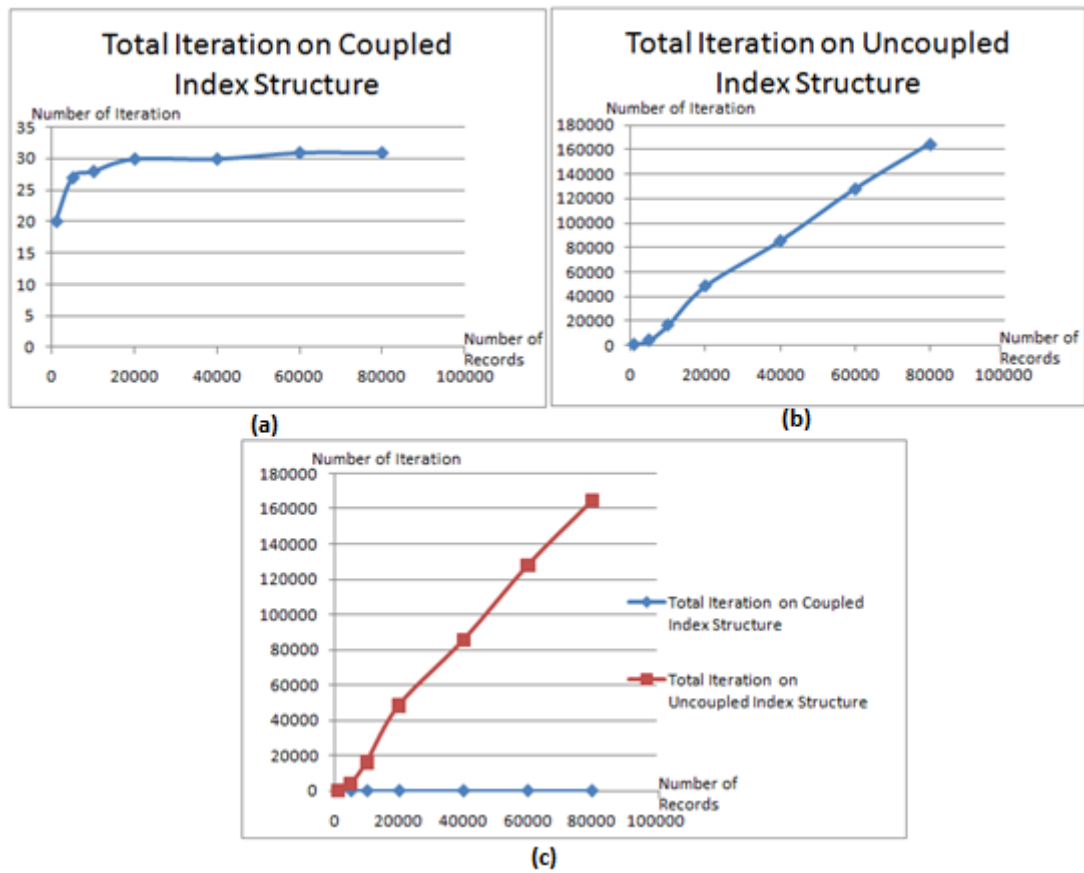 Total Iteration on Coupled
Index Structure
Number of Iteration
35
30
25
20
15
10
5
0
Number of
Records
0 20000 40000 60000 80000 100000
(a)
Total Iteration on Uncoupled
Index Structure
Number of Iteration
180000
160000
140000
120000
100000
80000
60000
40000
20000
0
Number of
Records
0 20000 40000 60000 80000 100000
(b)
Number of Iteration
180000
160000
140000
120000
100000
80000
60000
40000
20000
0
Number of
Records
0 20000 40000 60000 80000 100000
Total Iteration on Coupled
Index Structure
Total Iteration on
Uncoupled Index Structure
(c)